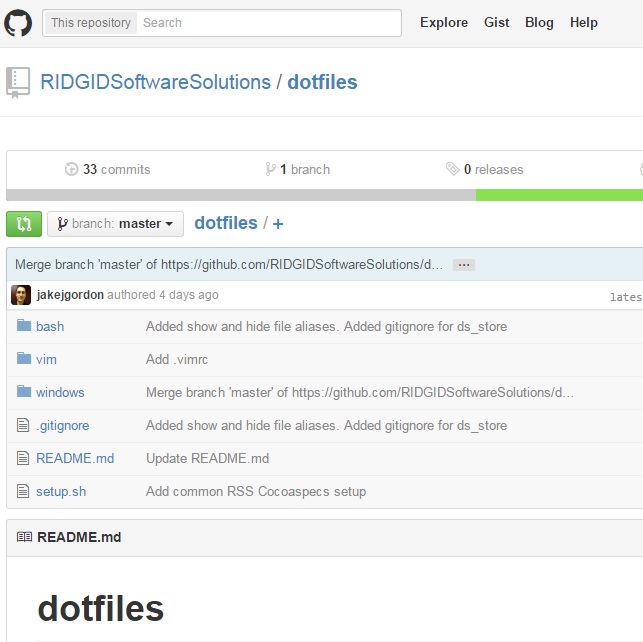 This repository Search Explore Gist Blog Help
RIDGIDSoftwareSolutions / dotfiles
33 commits 1 branch 0 releases
branch: master dotfiles / +
Merge branch 'master' of https://github.com/RIDGIDSoftwareSolutions/d… ...
jakejgordon authored 4 days ago lates
bash Added show and hide file aliases. Added gitignore for ds_store
vim Add .vimrc
windows Merge branch 'master' of https://github.com/RIDGIDSoftwareSolutions/d…
.gitignore Added show and hide file aliases. Added gitignore for ds_store
README.md Update README.md
setup.sh Add common RSS Cocoaspecs setup
README.md
dotfiles